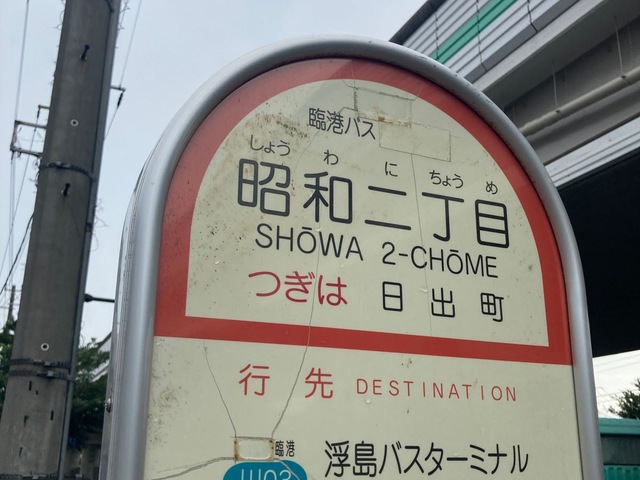 臨港バス
しょう わ に ちょう め
昭和二丁目
SHŌWA 2-CHŌME
つぎは 日出町
行先 DESTINATION
臨港
浮島バスターミナル